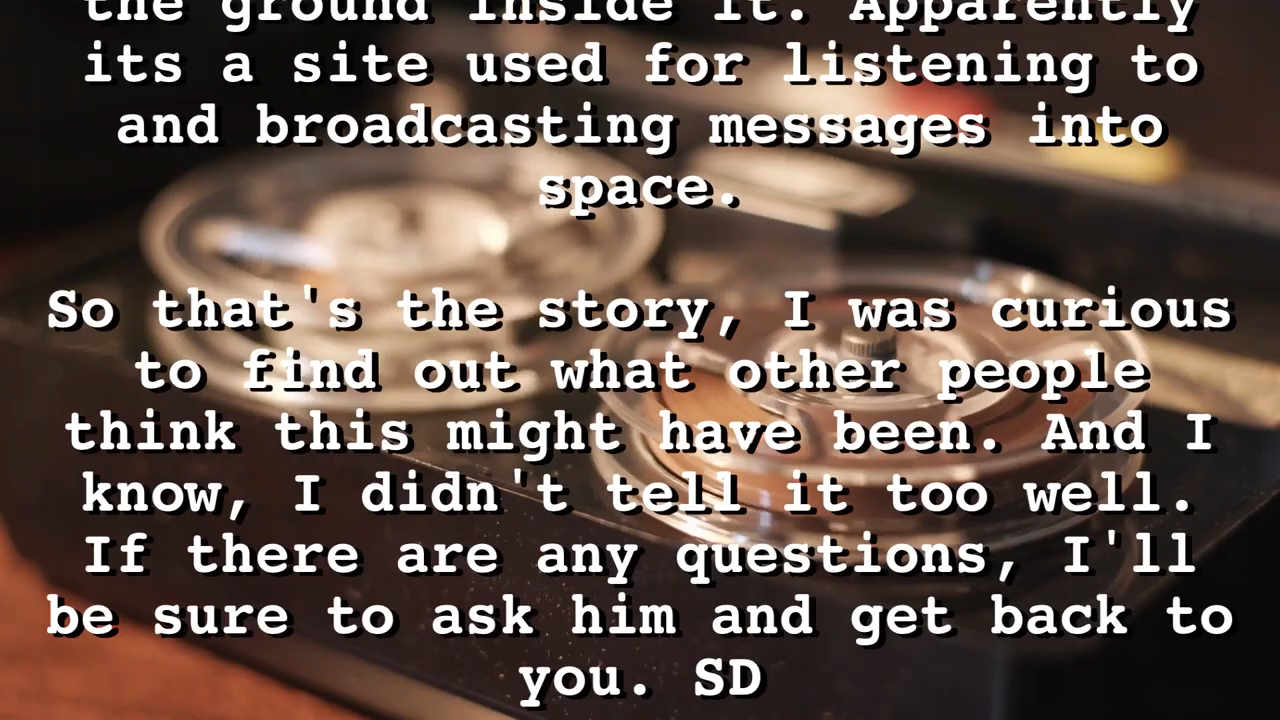 the ground inside it. Apparently
its a site used for listening to
and broadcasting messages into
space.
So that's the story, I was curious
to find out what other people
think this might have been. And I
know, I didn't tell it too well.
If there are any questions, I'll
be sure to ask him and get back to
you. SD